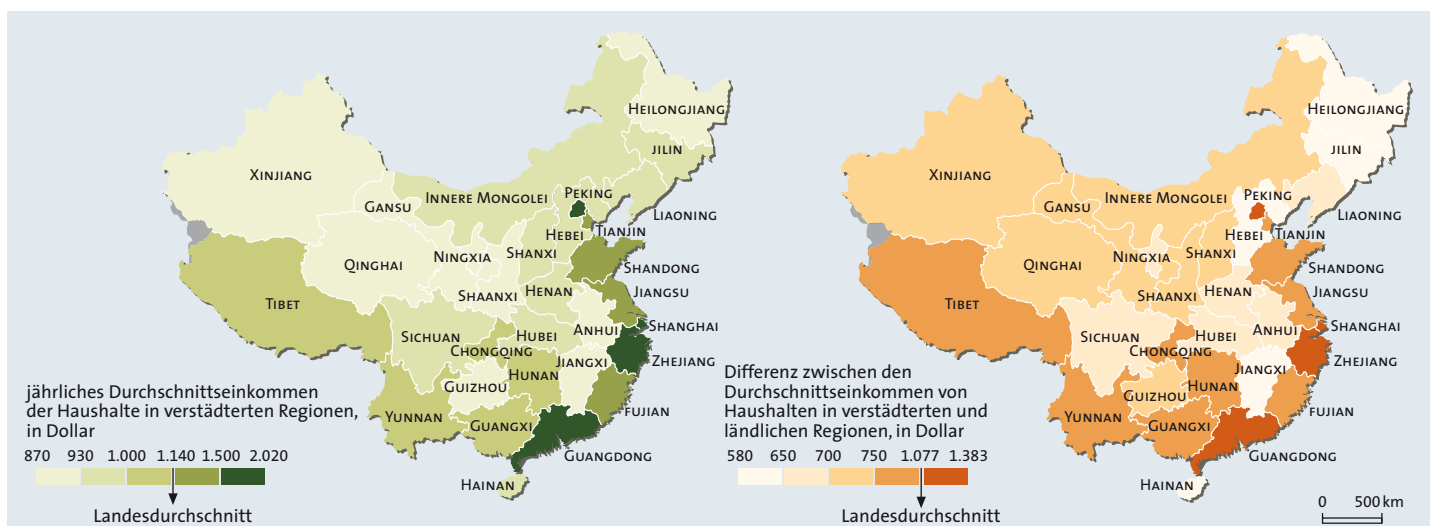 HEILONGJIANG
JILIN
XINJIANG
GANSU
INNERE MONGOLEI
PEKING
LIAONING
HEBEI
TIANJIN
NINGXIA
SHANXI
QINGHAI
SHANDONG
SHAANXI
HENAN
JIANGSU
TIBET
SICHUAN
HUBEI
ANHUI
SHANGHAI
CHONGQING
ZHEJIANG
HUNAN
JIANGXI
GUIZHOU
YUNNAN
GUANGXI
FUJIAN
GUANGDONG
HAINAN
jährliches Durchschnittseinkommen
der Haushalte in verstädterten Regionen,
in Dollar
870 930 1.000 1.140 1.500 2.020
Landesdurchschnitt
HEILONGJIANG
JILIN
XINJIANG
GANSU
INNERE MONGOLEI
PEKING
LIAONING
HEBEI
TIANJIN
NINGXIA
SHANXI
QINGHAI
SHANDONG
SHAANXI
HENAN
JIANGSU
TIBET
SICHUAN
HUBEI
ANHUI
SHANGHAI
CHONGQING
ZHEJIANG
HUNAN
JIANGXI
GUIZHOU
YUNNAN
GUANGXI
FUJIAN
GUANGDONG
HAINAN
Differenz zwischen den
Durchschnittseinkommen von
Haushalten in verstädterten und
ländlichen Regionen, in Dollar
580 650 700 750 1.077 1.383
Landesdurchschnitt
0 500 km